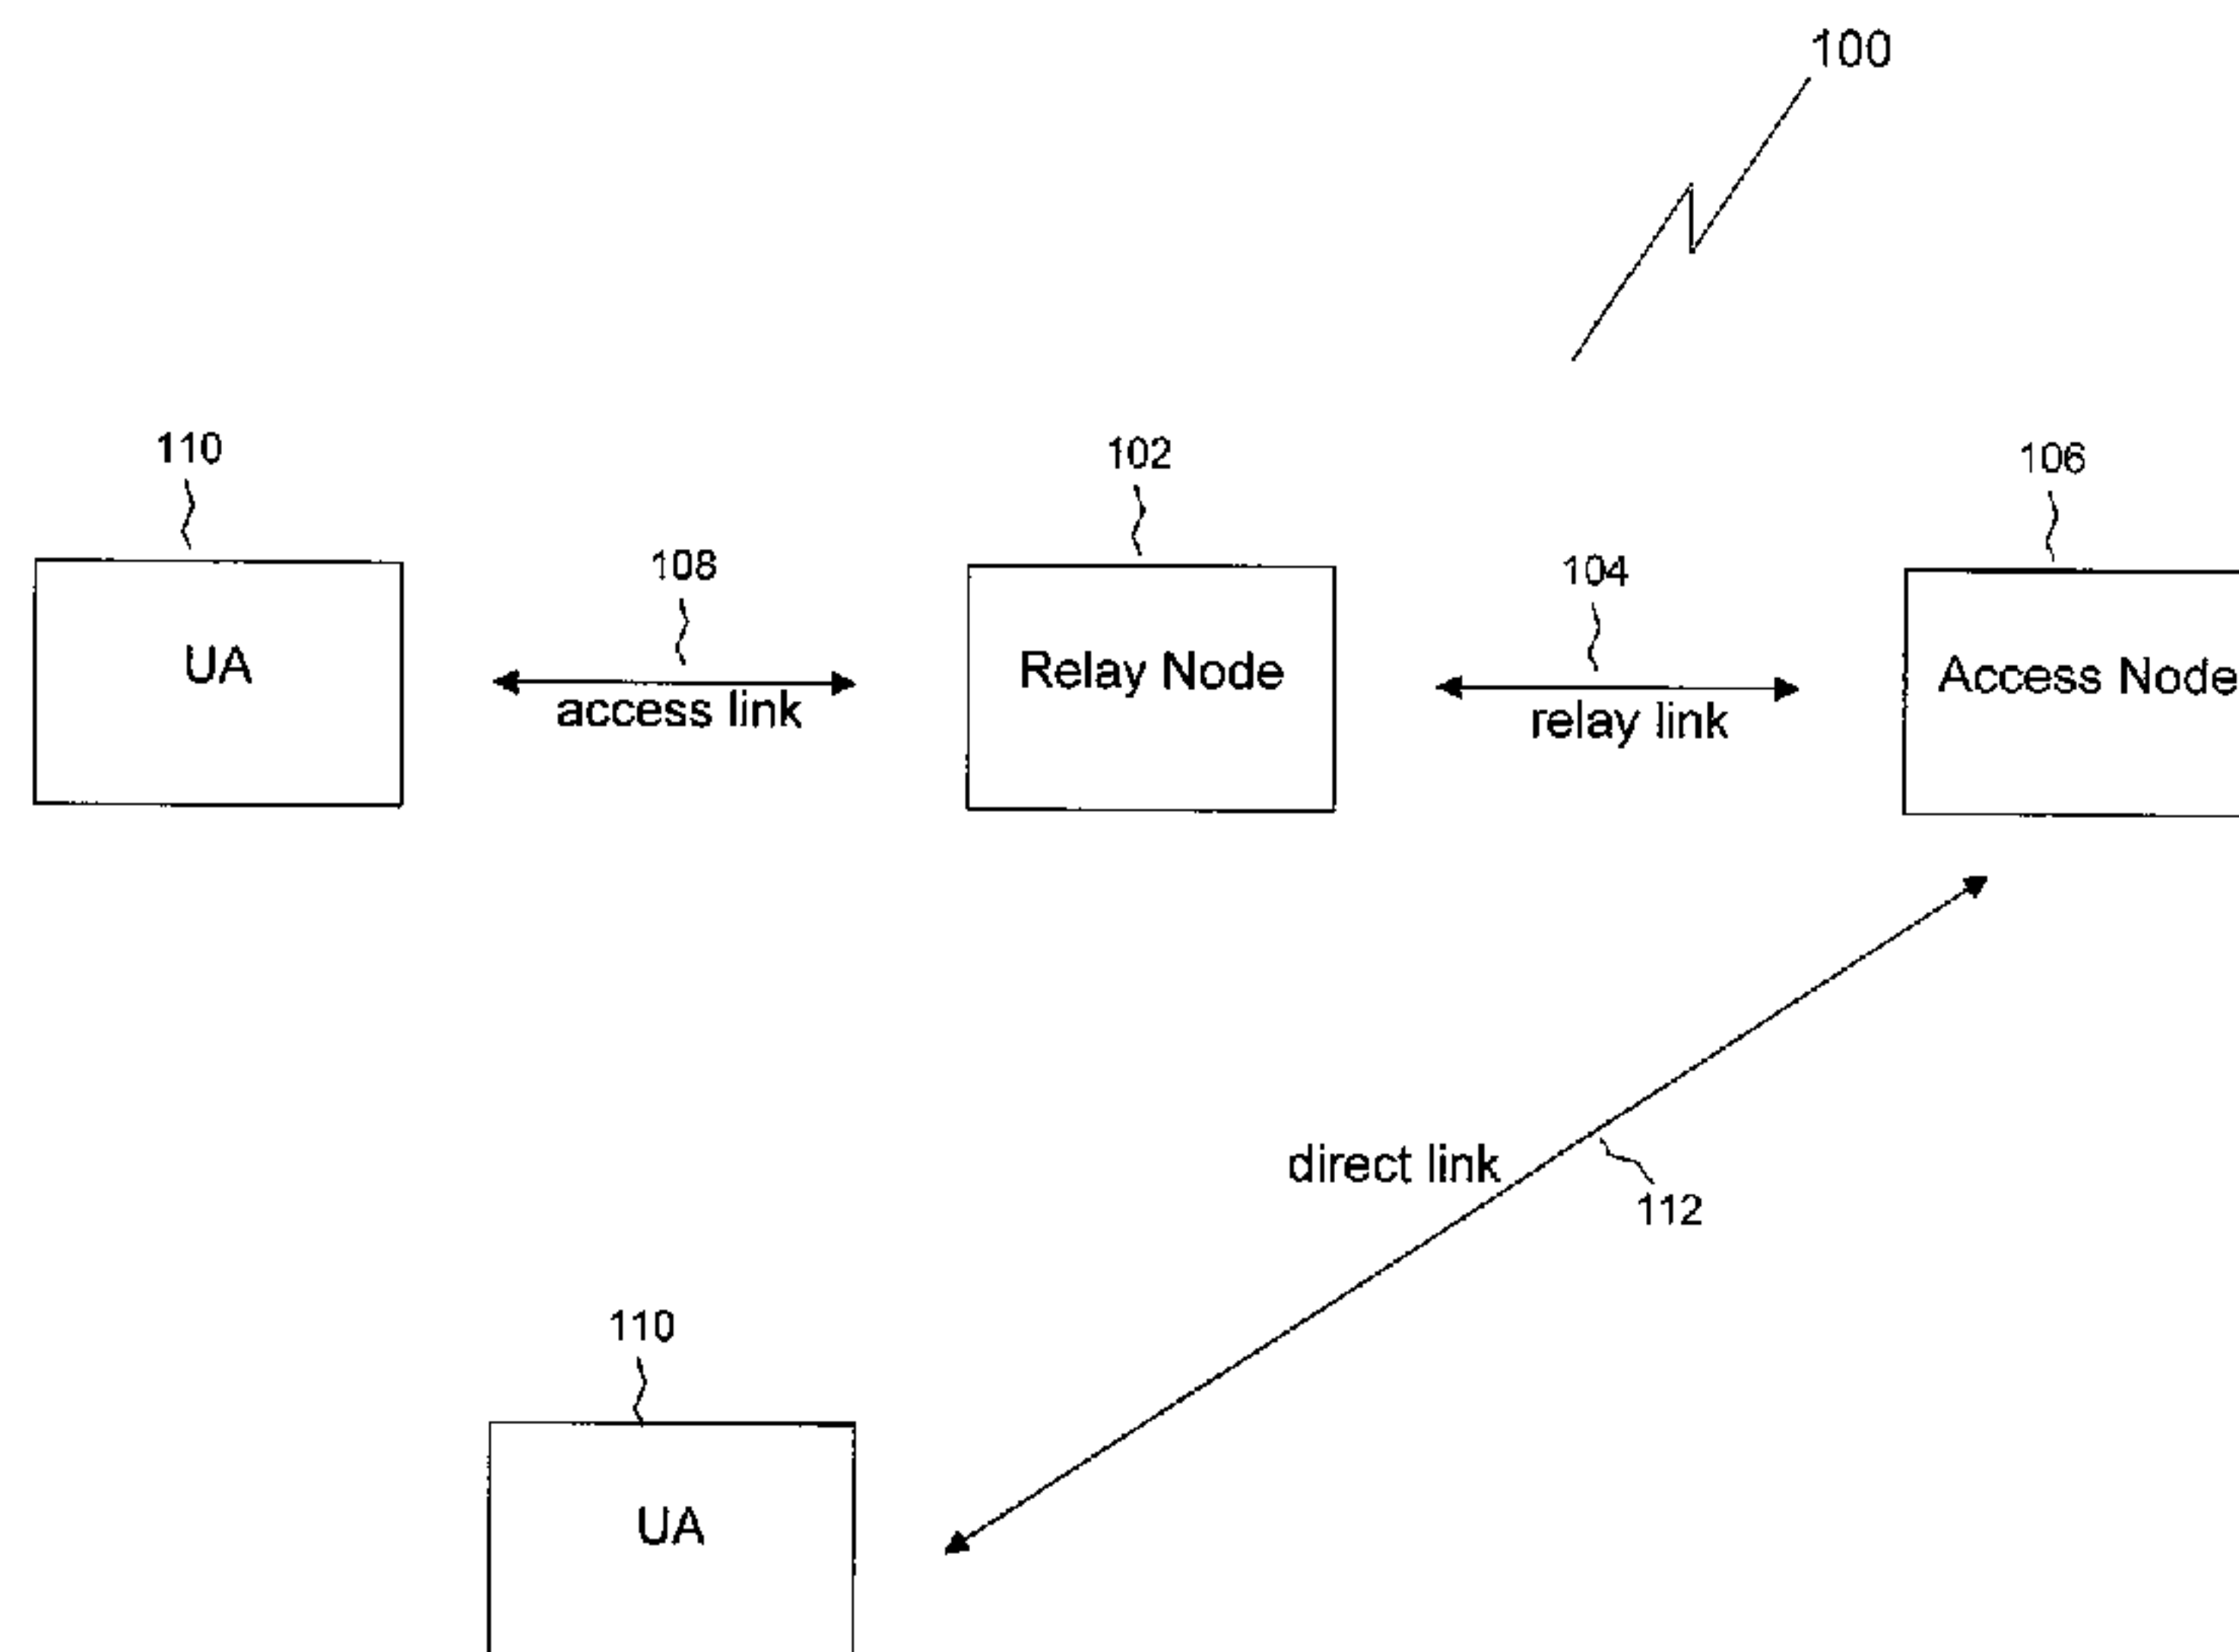 100
110
102
106
108
104
UA
Relay Node
Access Node
access link
relay link
direct link
112
110
UA